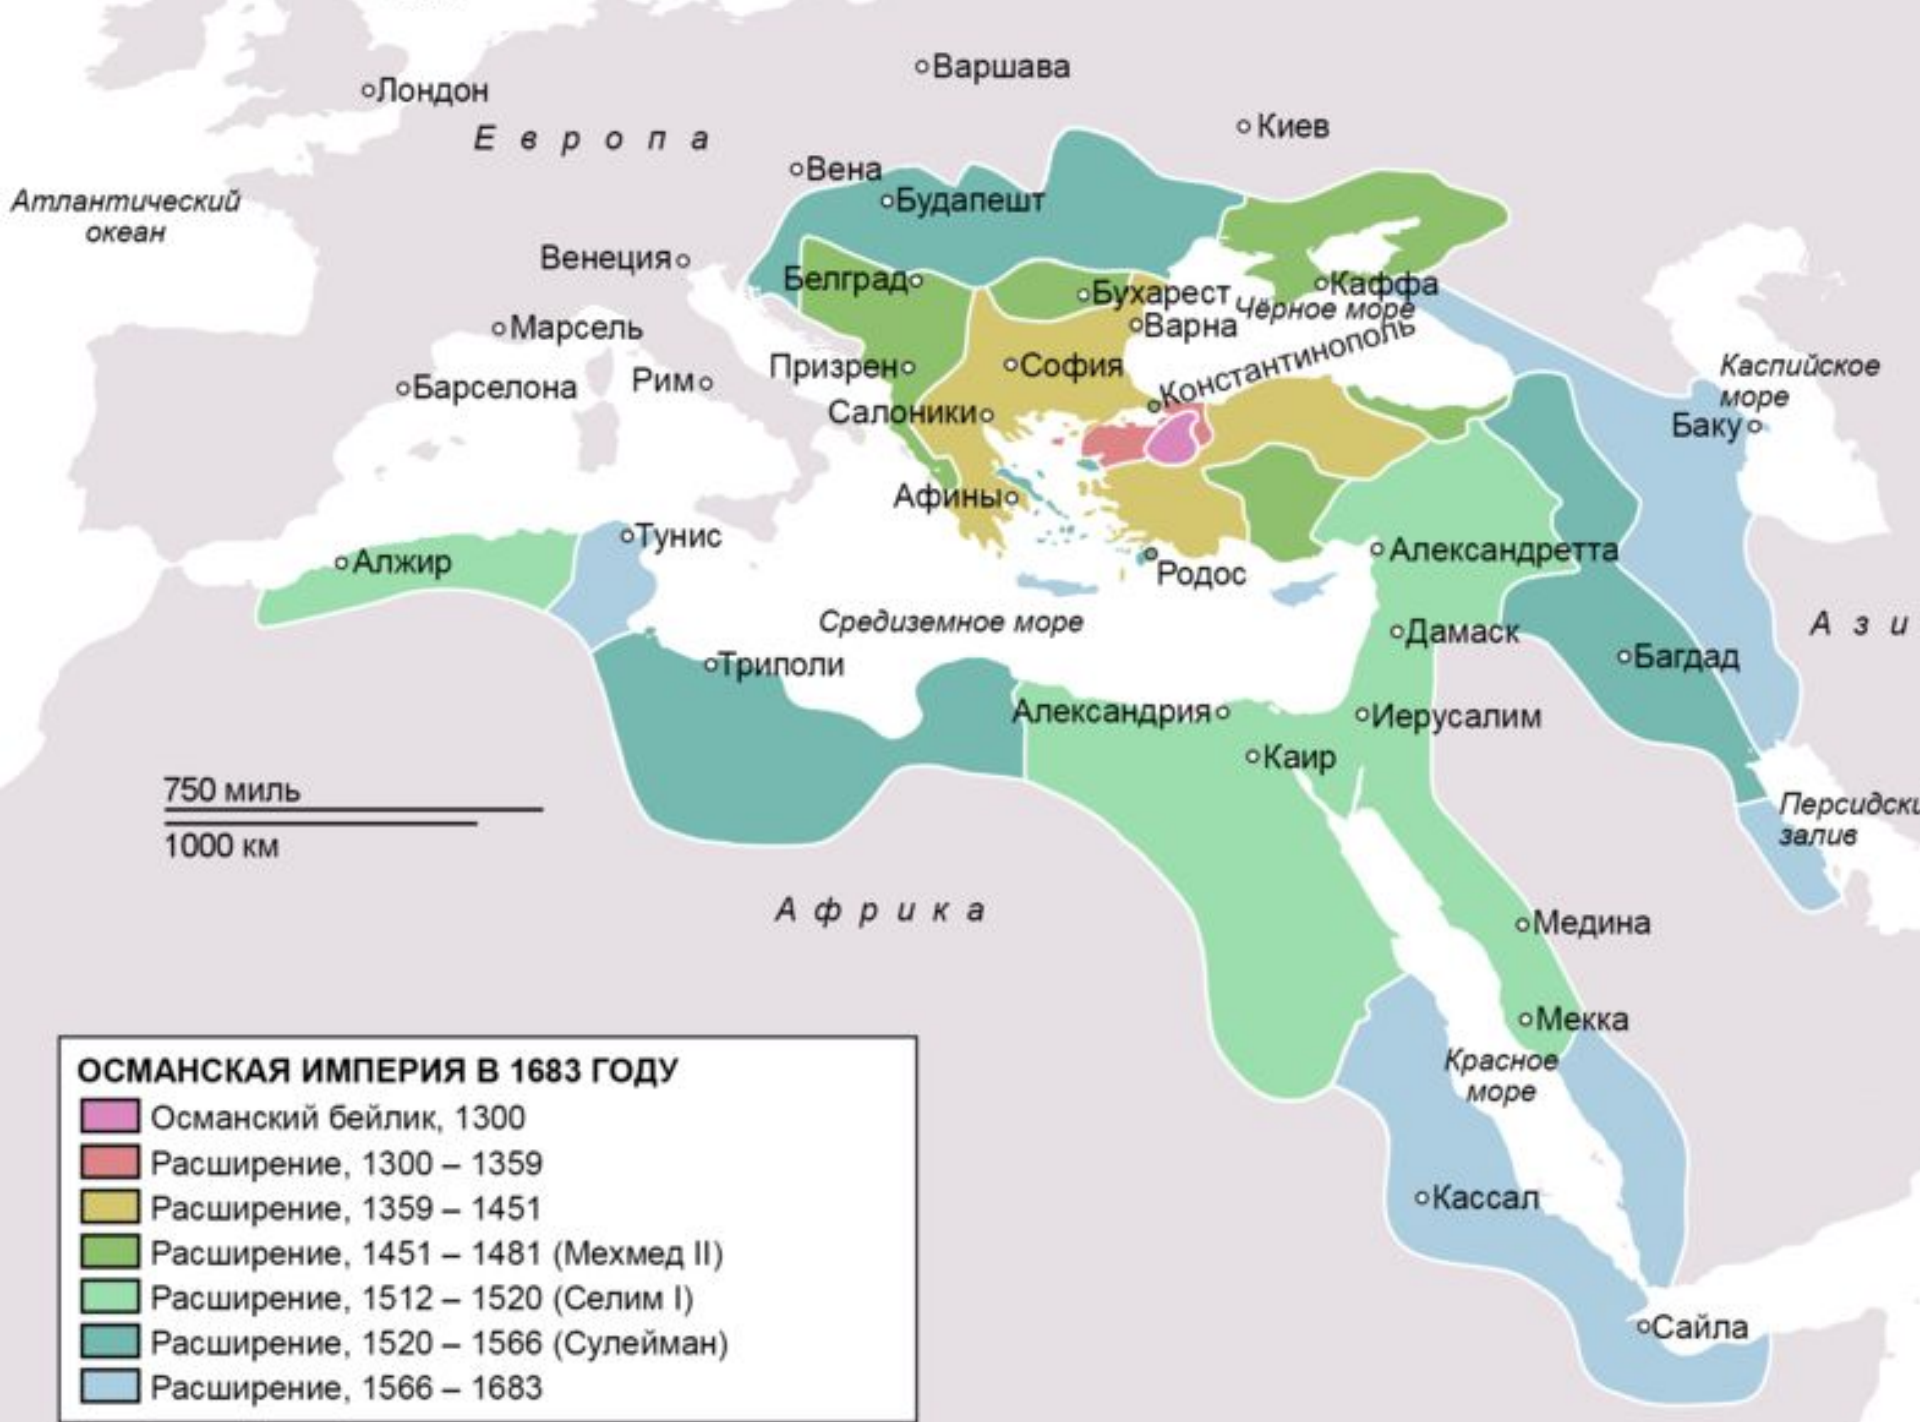 Варшава
Лондон
Киев
Европа
Вена
Будапешт
Атлантический
океан
Венеция
Белград
Бухарест
Каффа
Чёрное море
Марсель
Варна
Константинополь
Призрен
София
Каспийское
море
Барселона
Рим
Салоники
Баку
Афины
Тунис
Алжир
Александретта
Родос
Средиземное море
Дамаск
Ази
Триполи
Багдад
Александрия
Иерусалим
Каир
750 миль
1000 км
Персидски
залив
Африка
Медина
Мекка
Красное
море
Кассал
Сайла
ОСМАНСКАЯ ИМПЕРИЯ В 1683 ГОДУ
Османский бейлик, 1300
Расширение, 1300 – 1359
Расширение, 1359 – 1451
Расширение, 1451 – 1481 (Мехмед II)
Расширение, 1512 – 1520 (Селим I)
Расширение, 1520 – 1566 (Сулейман)
Расширение, 1566 – 1683